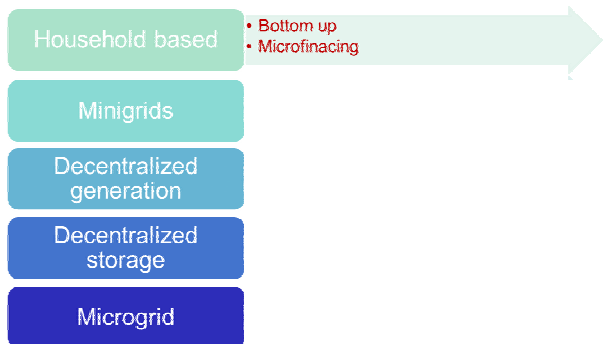 Household based
• Bottom up
• Microfinacing
Minigrids
Decentralized
generation
Decentralized
storage
Microgrid